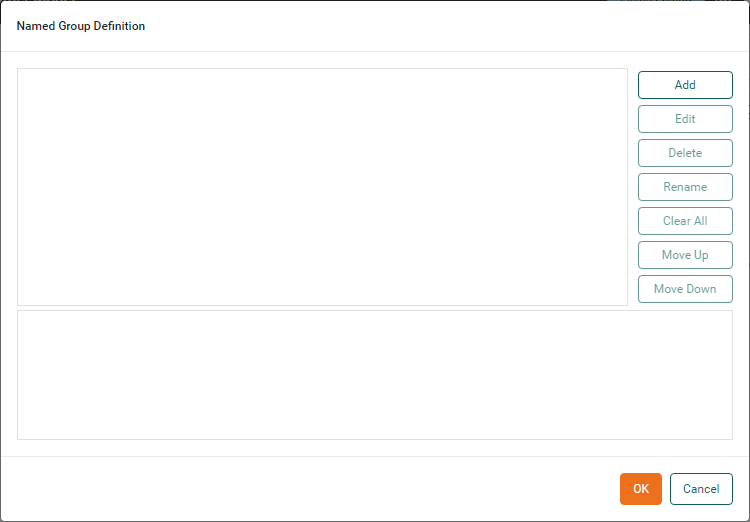 Named Group Definition
Add
Edit
Delete
Rename
Clear All
Move Up
Move Down
OK
Cancel